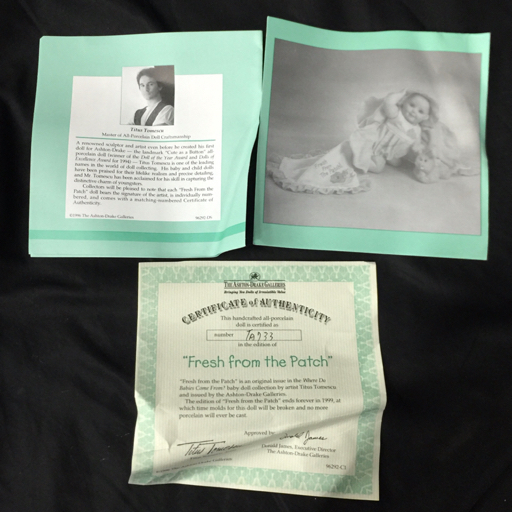 Titus Tomescu
Master of All-Porcelain Doll Craftsmanship
A renowned sculptor and artist even before he created his first
doll for Ashton-Drake — the landmark "Cute as a Button" all-
porcelain doll (winner of the Doll of the Year Award and Dolls of
Excellence Award for 1994) — Titus Tomescu is one of the leading
names in the world of doll collecting. His baby and child dolls
have been praised for their lifelike realism and precise detailing,
and Mr. Tomescu has been acclaimed for his skill in capturing the
distinctive charm of youngsters.
Collectors will be pleased to note that each "Fresh From the
Patch" doll bears the signature of the artist, is individually num-
bered, and comes with a matching-numbered Certificate of
Authenticity.
©1996 The Ashton-Drake Galleries
THE ASHTON-DRAKE GALLERIES
Bringing You Dolls of Irresistible Value
CERTIFICATE of AUTHENTICITY
This handcrafted all-porcelain
doll is certified as
number TA933
in the edition of
"Fresh from the Patch"
"Fresh from the Patch" is an original issue in the Where Do
Babies Come From? baby doll collection by artist Titus Tomescu
and issued by the Ashton-Drake Galleries.
The edition of "Fresh from the Patch" ends forever in 1999, at
which time molds for this doll will be broken and no more
porcelain will ever be cast.
Approved by
Titus Tomescu
Executive Director
The Ashton-Drake Galleries
96292-C1